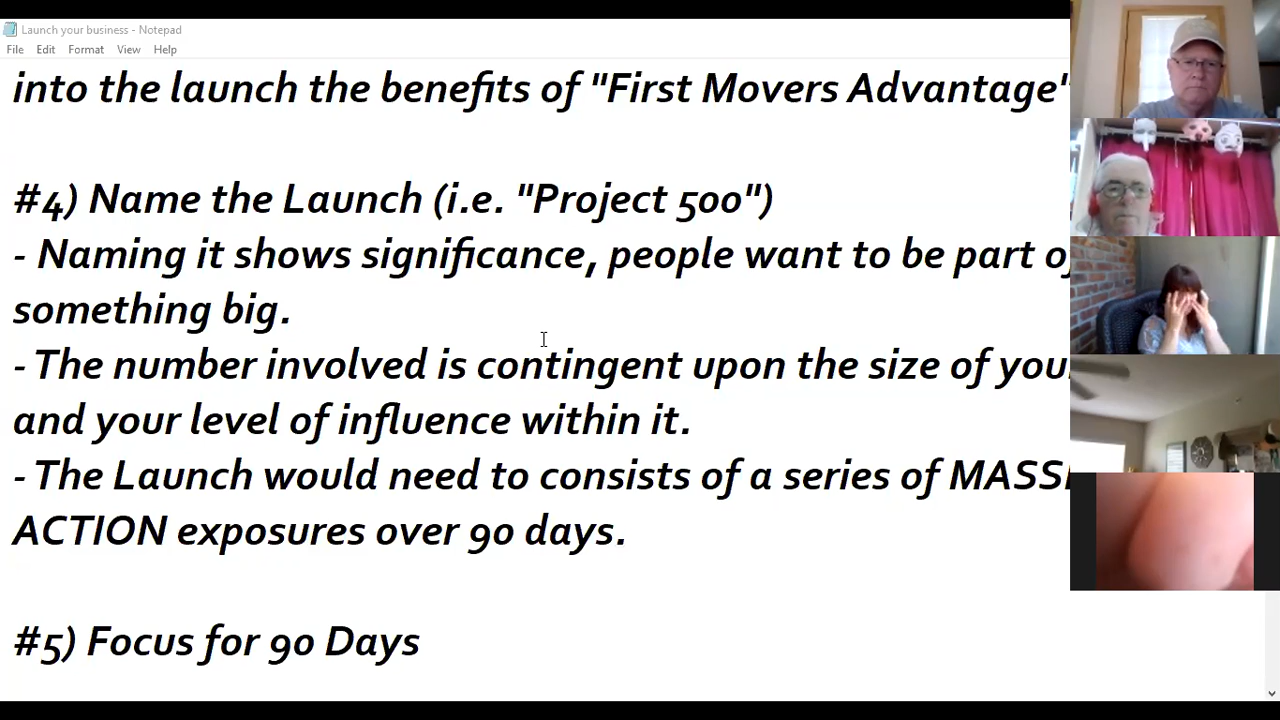 Launch your business - Notepad
File Edit Format View Help
into the launch the benefits of "First Movers Advantage"
#4) Name the Launch (i.e. "Project 500")
- Naming it shows significance, people want to be part of
something big.
- The number involved is contingent upon the size of
and your level of influence within it.
- The Launch would need to consists of a series of
ACTION exposures over 90 days.
#5) Focus for 90 Days